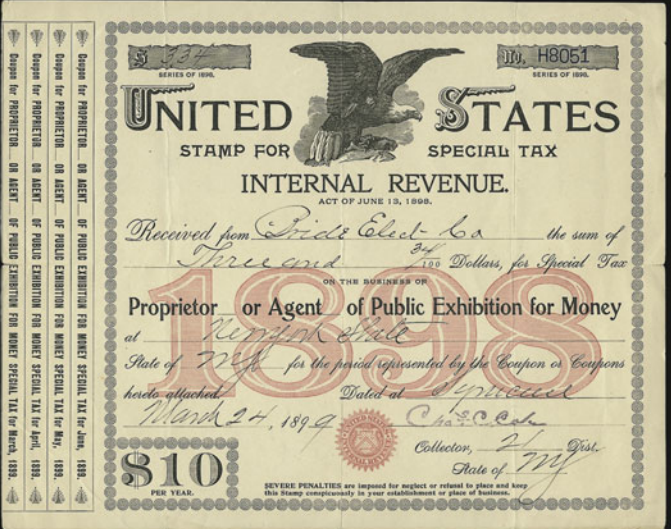 $ 3.34
No. H8051
SERIES OF 1898.
SERIES OF 1898.
UNITED STATES
STAMP FOR SPECIAL TAX
INTERNAL REVENUE.
ACT OF JUNE 13, 1898.
Received from Pride Elect Co the sum of
Three and 34/100 Dollars, for Special Tax
ON THE BUSINESS OF
1898
Proprietor or Agent of Public Exhibition for Money
at New York State
State of NY for the period represented by the Coupon or Coupons
hereto attached. Dated at Syracuse
March 24, 1899 Chas. C. Cole
Collector, 21 Dist.
State of NY
UNITED STATES INTERNAL REVENUE
$10
PER YEAR.
SEVERE PENALTIES are imposed for neglect or refusal to place and keep
this Stamp conspicuously in your establishment or place of business.
Coupon for PROPRIETOR OR AGENT OF PUBLIC EXHIBITION FOR MONEY SPECIAL TAX for March, 1899.
Coupon for PROPRIETOR OR AGENT OF PUBLIC EXHIBITION FOR MONEY SPECIAL TAX for April, 1899.
Coupon for PROPRIETOR OR AGENT OF PUBLIC EXHIBITION FOR MONEY SPECIAL TAX for May, 1899.
Coupon for PROPRIETOR OR AGENT OF PUBLIC EXHIBITION FOR MONEY SPECIAL TAX for June, 1899.